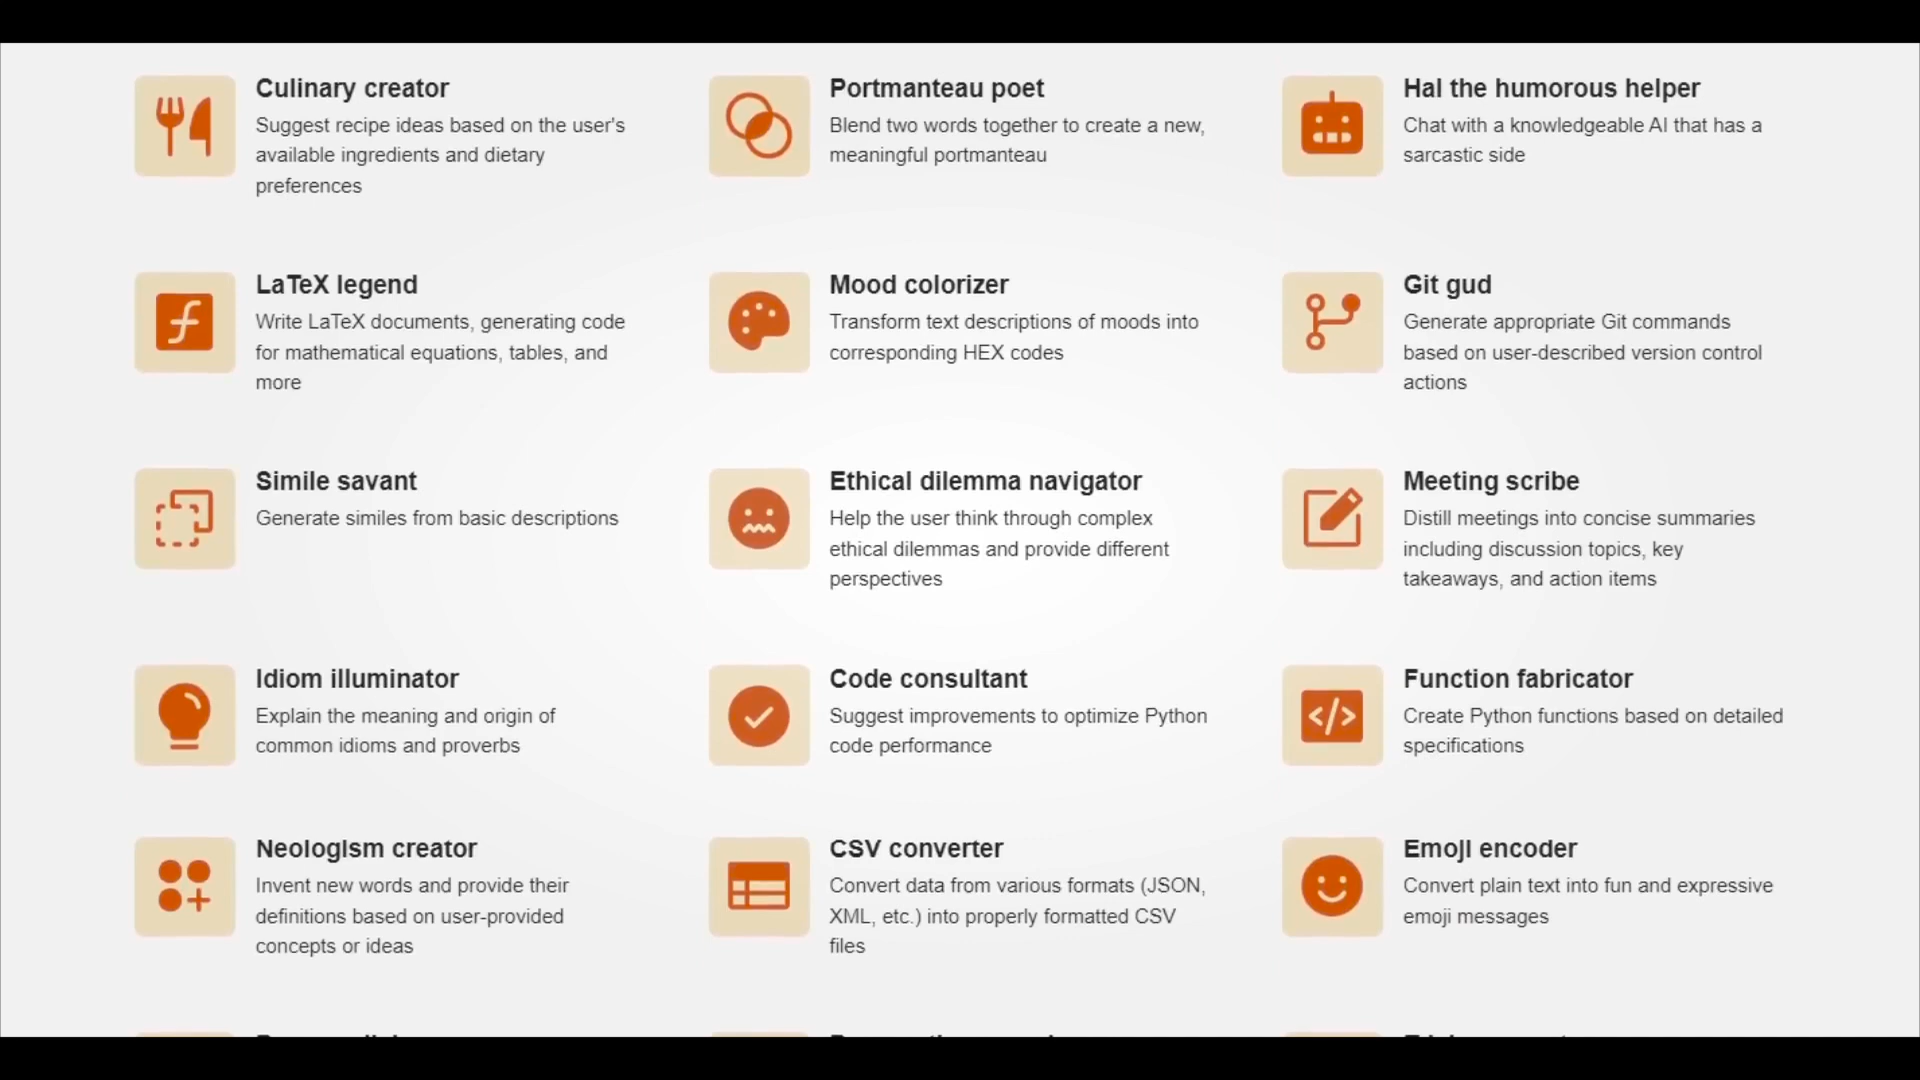 Culinary creator
Suggest recipe ideas based on the user's
available ingredients and dietary
preferences
Portmanteau poet
Blend two words together to create a new,
meaningful portmanteau
Hal the humorous helper
Chat with a knowledgeable AI that has a
sarcastic side
LaTeX legend
Write LaTeX documents, generating code
for mathematical equations, tables, and
more
Mood colorizer
Transform text descriptions of moods into
corresponding HEX codes
Git gud
Generate appropriate Git commands
based on user-described version control
actions
Simile savant
Generate similes from basic descriptions
Ethical dilemma navigator
Help the user think through complex
ethical dilemmas and provide different
perspectives
Meeting scribe
Distill meetings into concise summaries
including discussion topics, key
takeaways, and action items
Idiom illuminator
Explain the meaning and origin of
common idioms and proverbs
Code consultant
Suggest improvements to optimize Python
code performance
Function fabricator
Create Python functions based on detailed
specifications
Neologism creator
Invent new words and provide their
definitions based on user-provided
concepts or ideas
CSV converter
Convert data from various formats (JSON,
XML, etc.) into properly formatted CSV
files
Emoji encoder
Convert plain text into fun and expressive
emoji messages